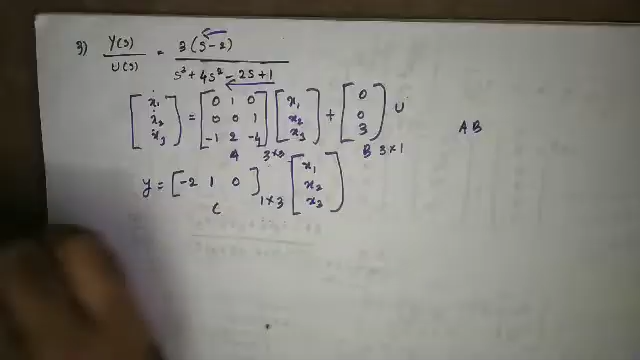 3) Y(s)/U(s) = 3(s-2) / s³+4s²-2s+1
[ẋ₁ ẋ₂ ẋ₃] = [0 1 0; 0 0 1; -1 2 -4] [x₁ x₂ x₃] + [0 0 3] U
AB
A 3×3 B 3×1
y = [-2 1 0] 1×3 [x₁ x₂ x₃]
C